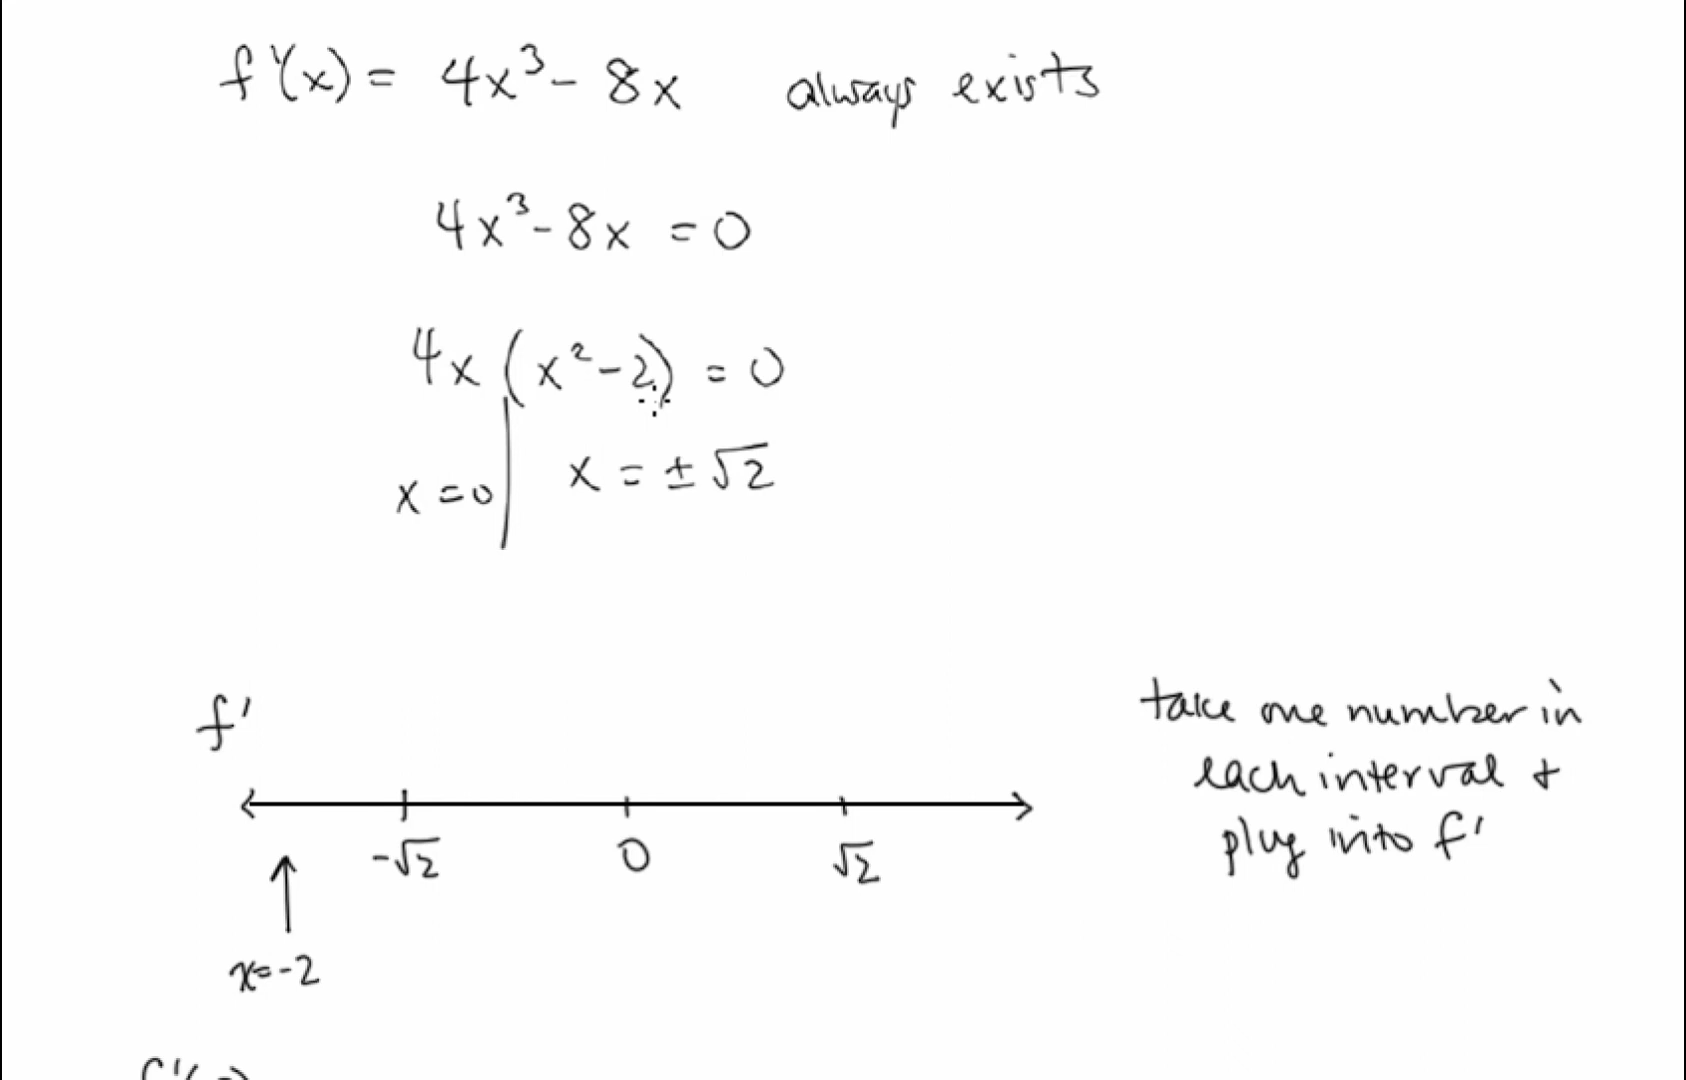 f'(x) = 4x³ - 8x always exists
4x³ - 8x = 0
4x (x² - 2) = 0
x = 0 x = ± √2
f'
take one number in
each interval +
plug into f'
-√2 0 √2
x = -2